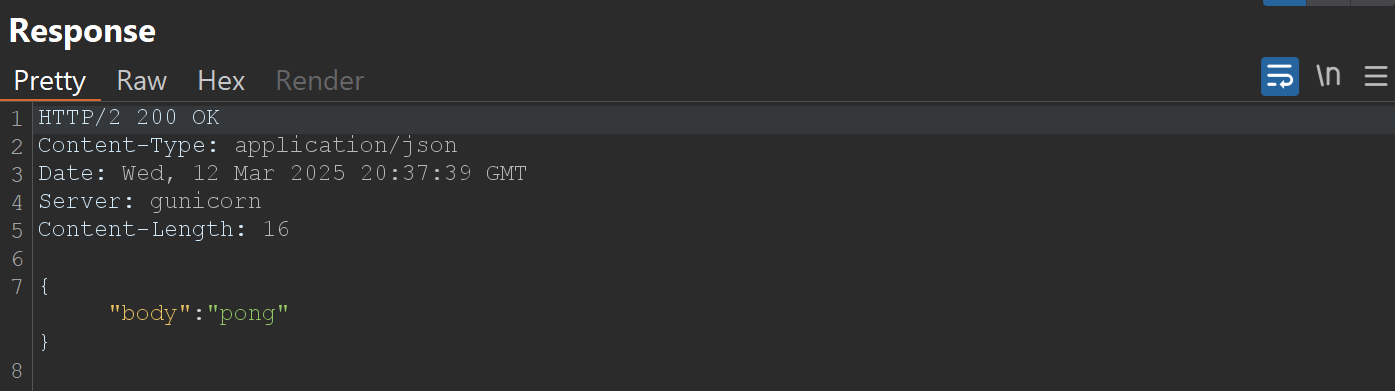 Response
Pretty Raw Hex Render \n
1 HTTP/2 200 OK
2 Content-Type: application/json
3 Date: Wed, 12 Mar 2025 20:37:39 GMT
4 Server: gunicorn
5 Content-Length: 16
6
7 {
"body":"pong"
}
8